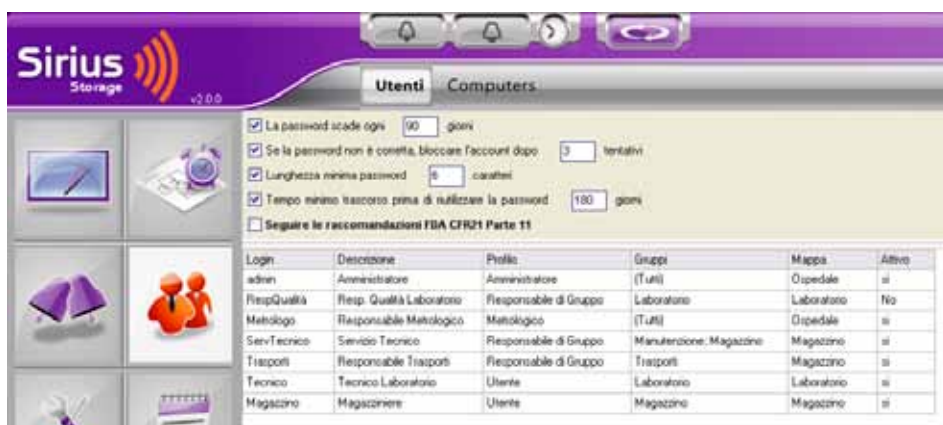 Sirius
Storage
v2.0.0
Utenti Computers
La password scade ogni 90 giorni
Se la password non è corretta, bloccare l'account dopo 3 tentativi
Lunghezza minima password 6 caratteri
Tempo minimo trascorso prima di riutilizzare la password 180 giorni
Seguire le raccomandazioni FDA CFR21 Parte 11
Login Descrizione Profilo Gruppi Mappa Attivo
admin Amministratore Amministratore (Tutti) Ospedale si
RespQualità Resp. Qualità Laboratorio Responsabile di Gruppo Laboratorio Laboratorio No
Metrologo Responsabile Metrologico Metrologico (Tutti) Ospedale si
ServTecnico Servizio Tecnico Responsabile di Gruppo Manutenzione, Magazzino Magazzino si
Trasporti Responsabile Trasporti Responsabile di Gruppo Trasporti Magazzino si
Tecnico Tecnico Laboratorio Utente Laboratorio Laboratorio si
Magazzino Magazziniere Utente Magazzino Magazzino si